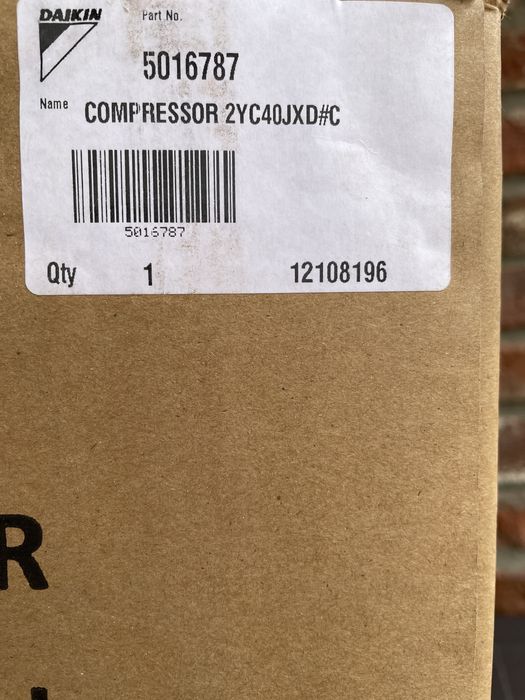 DAIKIN
Part No.
5016787
Name COMPRESSOR 2YC40JXD#C
5016787
Qty 1 12108196
R